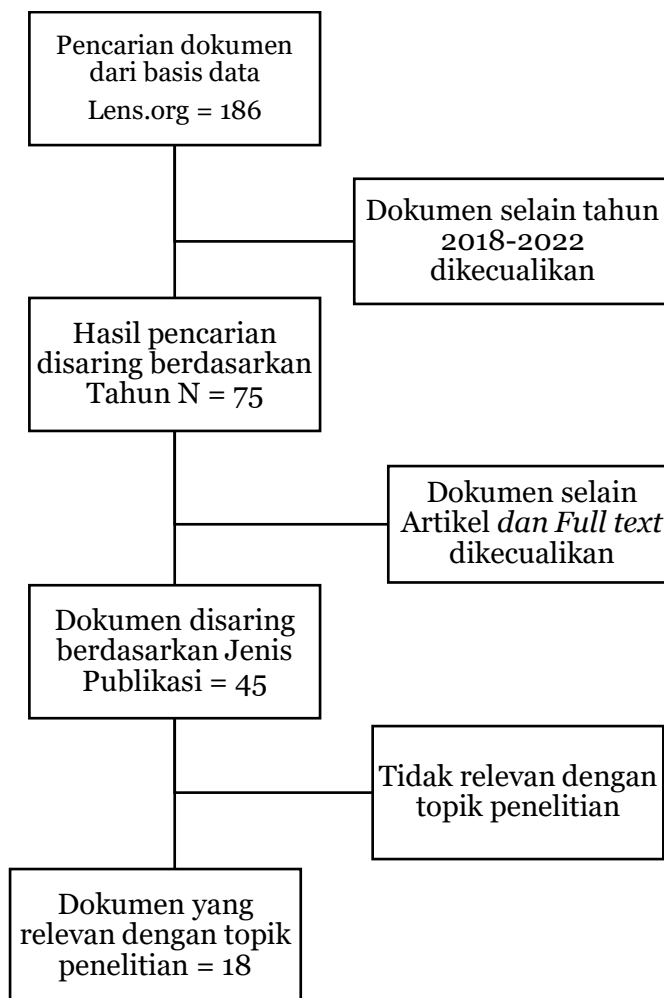 Pencarian dokumen
dari basis data
Lens.org = 186
Dokumen selain tahun
2018-2022
dikecualikan
Hasil pencarian
disaring berdasarkan
Tahun N = 75
Dokumen selain
Artikel dan Full text
dikecualikan
Dokumen disaring
berdasarkan Jenis
Publikasi = 45
Tidak relevan dengan
topik penelitian
Dokumen yang
relevan dengan topik
penelitian = 18